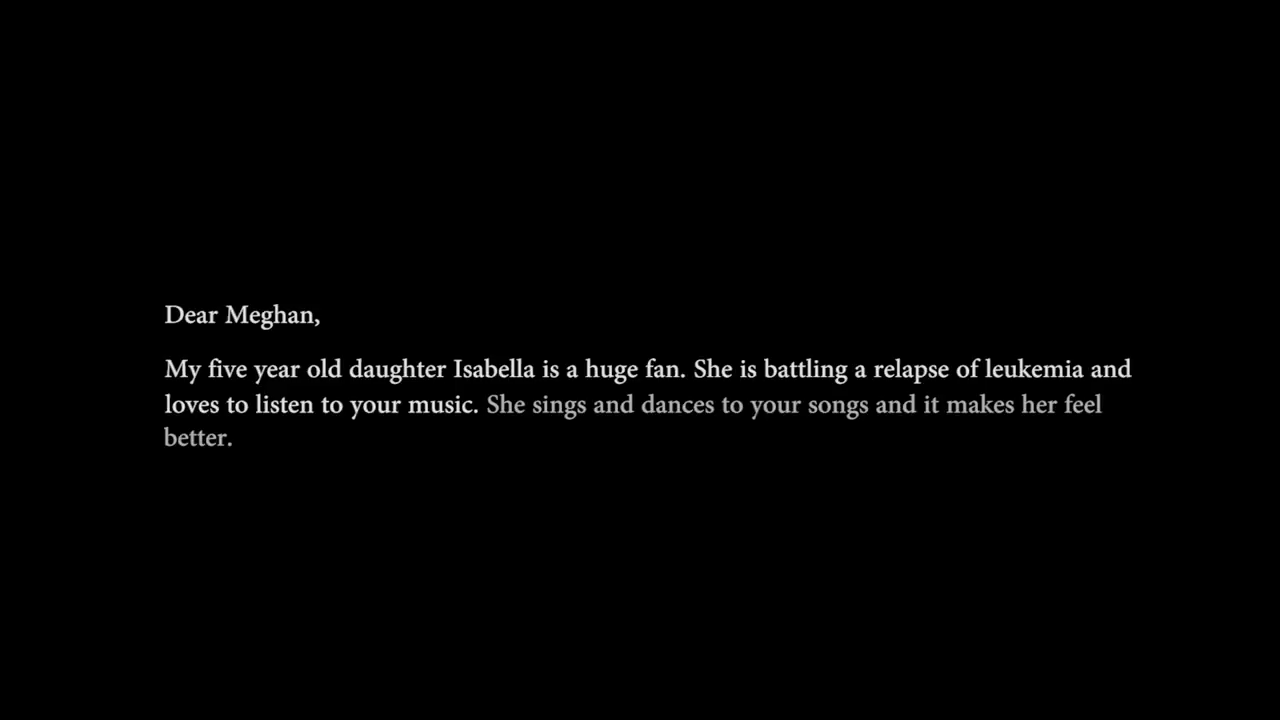 Dear Meghan,
My five year old daughter Isabella is a huge fan. She is battling a relapse of leukemia and
loves to listen to your music. She sings and dances to your songs and it makes her feel
better.